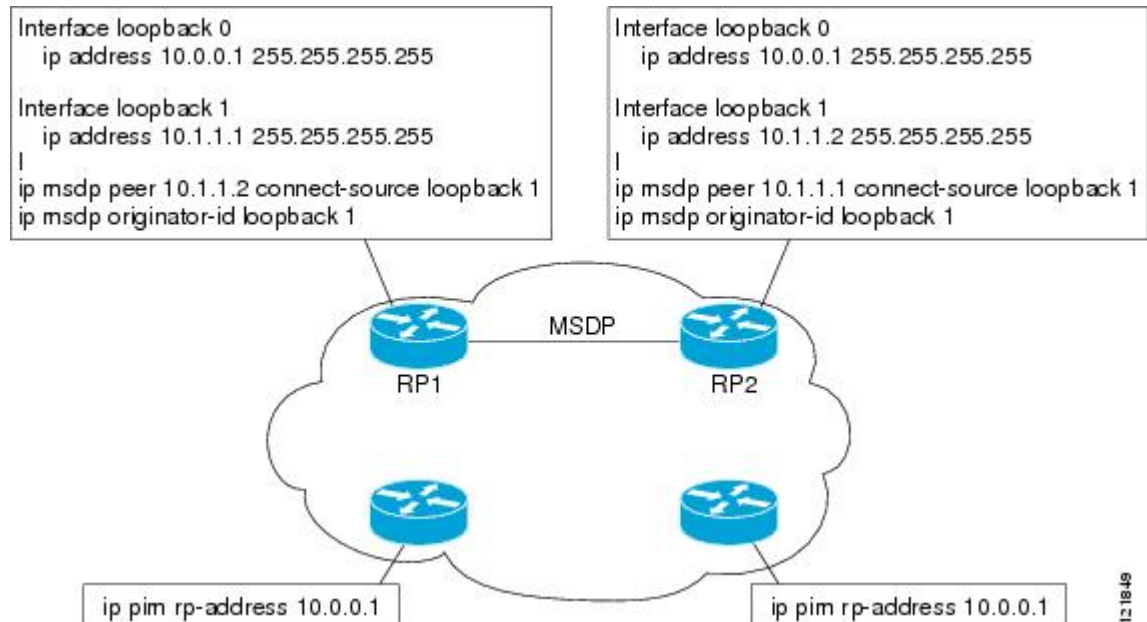 Interface loopback 0
ip address 10.0.0.1 255.255.255.255
Interface loopback 1
ip address 10.1.1.1 255.255.255.255
!
ip msdp peer 10.1.1.2 connect-source loopback 1
ip msdp originator-id loopback 1
Interface loopback 0
ip address 10.0.0.1 255.255.255.255
Interface loopback 1
ip address 10.1.1.2 255.255.255.255
!
ip msdp peer 10.1.1.1 connect-source loopback 1
ip msdp originator-id loopback 1
MSDP
RP1
RP2
ip pim rp-address 10.0.0.1
ip pim rp-address 10.0.0.1
121849